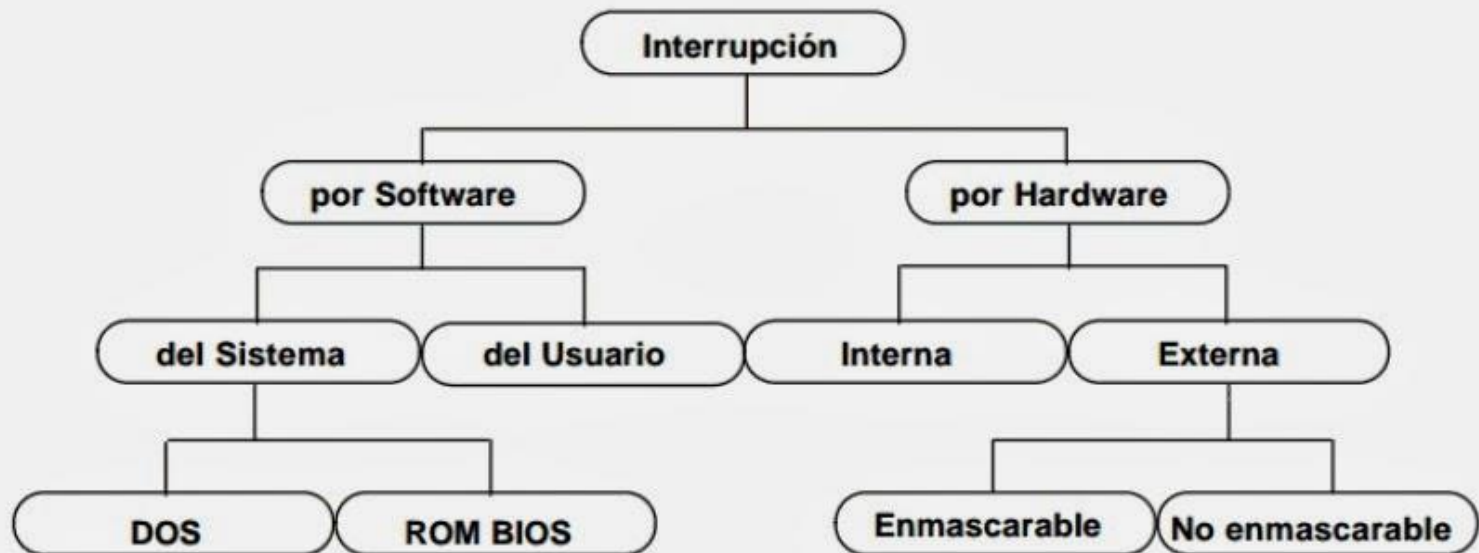 Interrupción
por Software
por Hardware
del Sistema
del Usuario
Interna
Externa
DOS
ROM BIOS
Enmascarable
No enmascarable